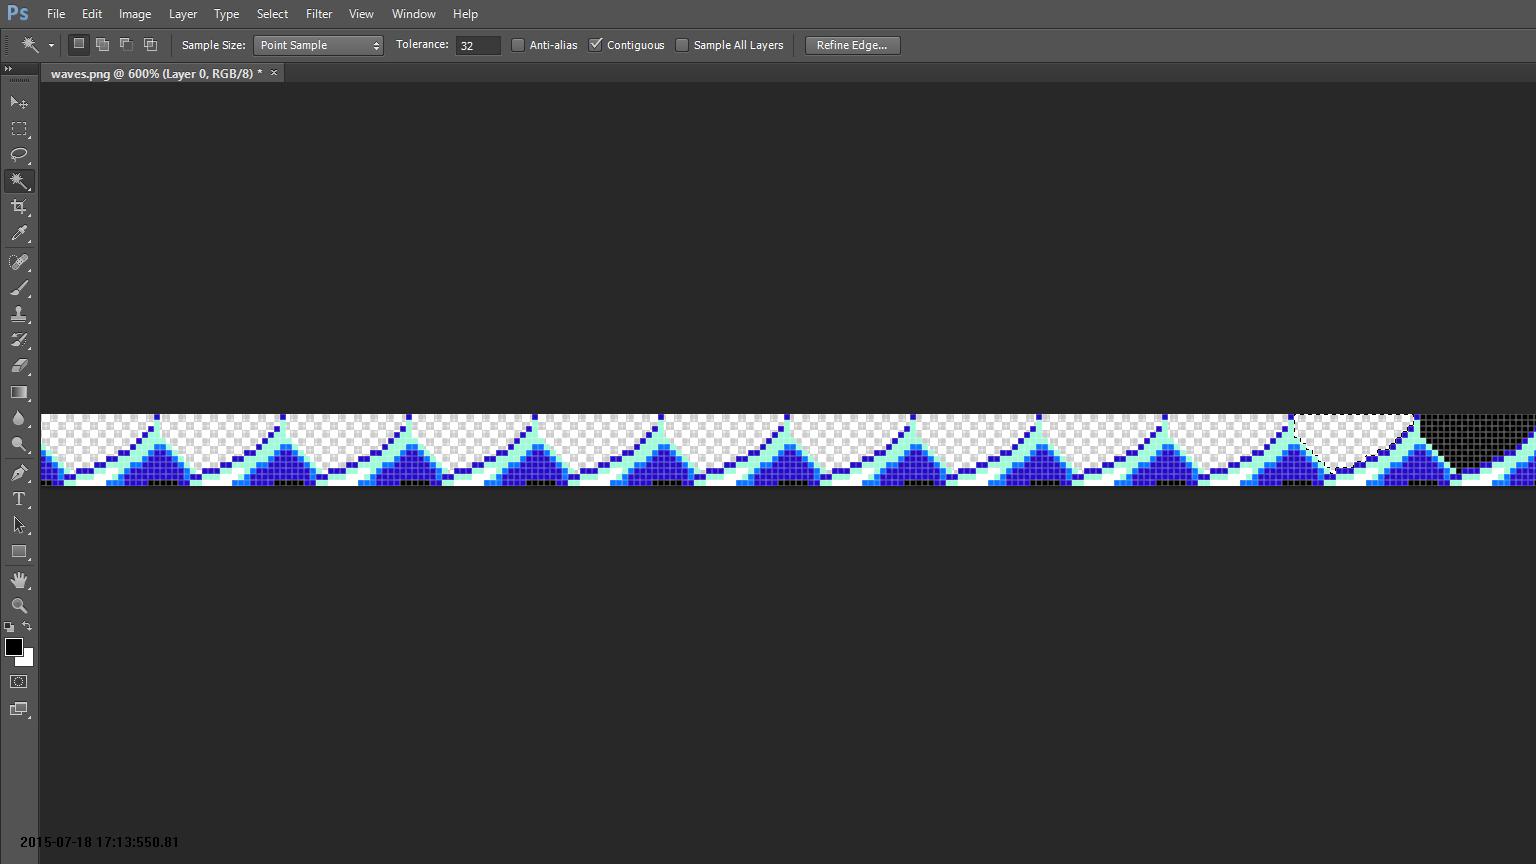 Ps File Edit Image Layer Type Select Filter View Window Help
Sample Size: Point Sample Tolerance: 32 Anti-alias Contiguous Sample All Layers Refine Edge...
waves.png @ 600% (Layer 0, RGB/8) * ×
T
2015-07-18 17:13:550.81